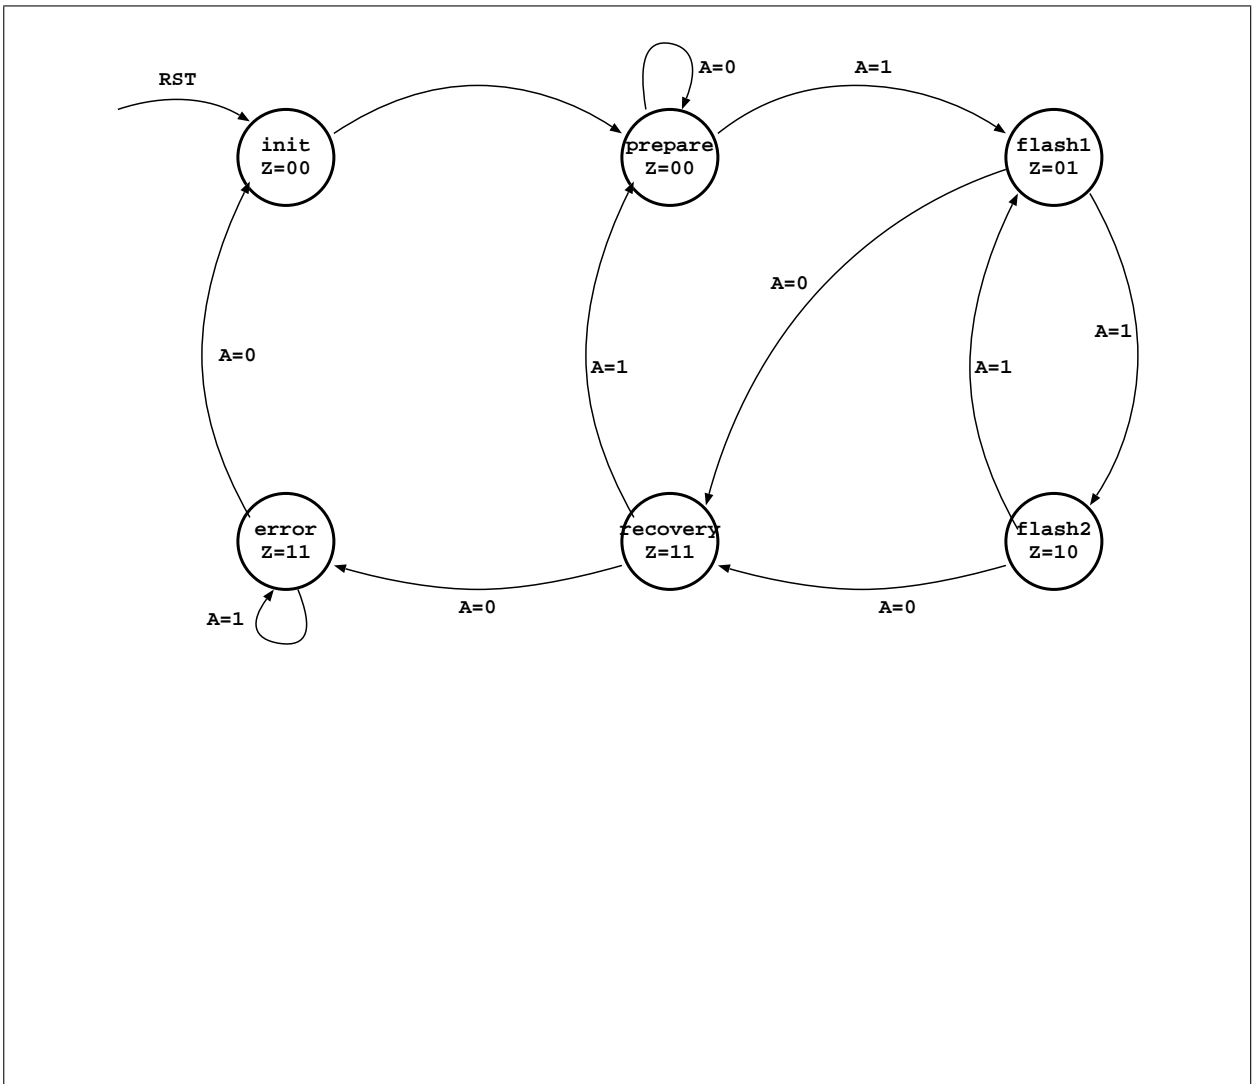 RST
A=0
A=1
init
Z=00
prepare
Z=00
flash1
Z=01
A=0
A=1
A=0
A=1
A=1
error
Z=11
recovery
Z=11
flash2
Z=10
A=1
A=0
A=0